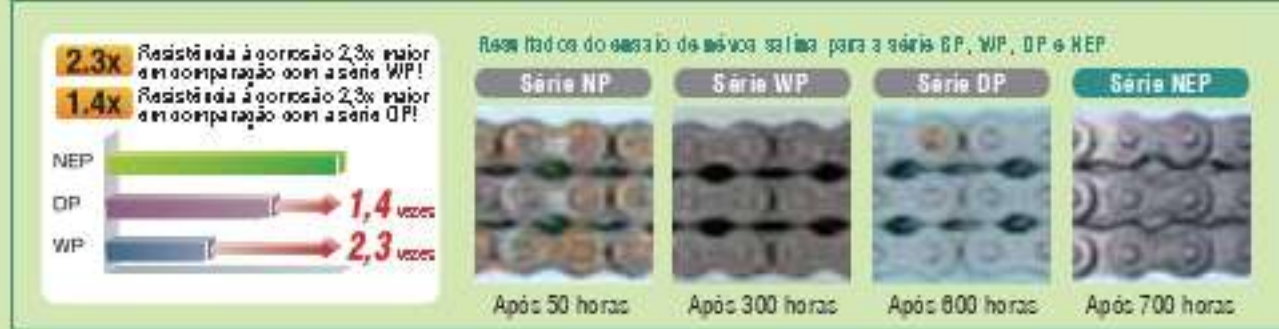 2.3x Resistência à corrosão 2,3x maior
em comparação com a série WP!
1.4x Resistência à corrosão 2,3x maior
em comparação com a série DP!
NEP
DP
1,4 vezes
WP
2,3 vezes
Resultados do ensaio de névoa salina para a série GP, WP, DP e NEP
Série NP
Série WP
Série DP
Série NEP
Após 50 horas
Após 300 horas
Após 600 horas
Após 700 horas